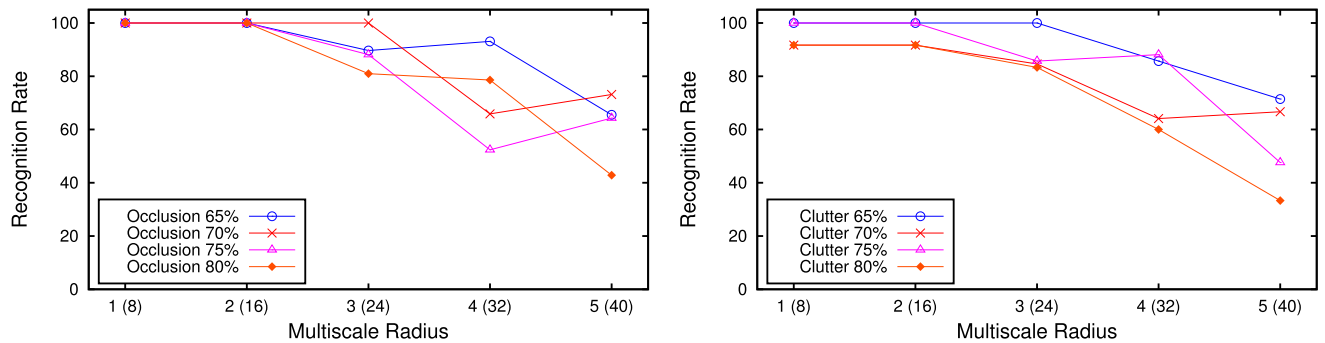 100
80
60
40
20
0
Recognition Rate
Occlusion 65%
Occlusion 70%
Occlusion 75%
Occlusion 80%
1 (8) 2 (16) 3 (24) 4 (32) 5 (40)
Multiscale Radius
100
80
60
40
20
0
Recognition Rate
Clutter 65%
Clutter 70%
Clutter 75%
Clutter 80%
1 (8) 2 (16) 3 (24) 4 (32) 5 (40)
Multiscale Radius